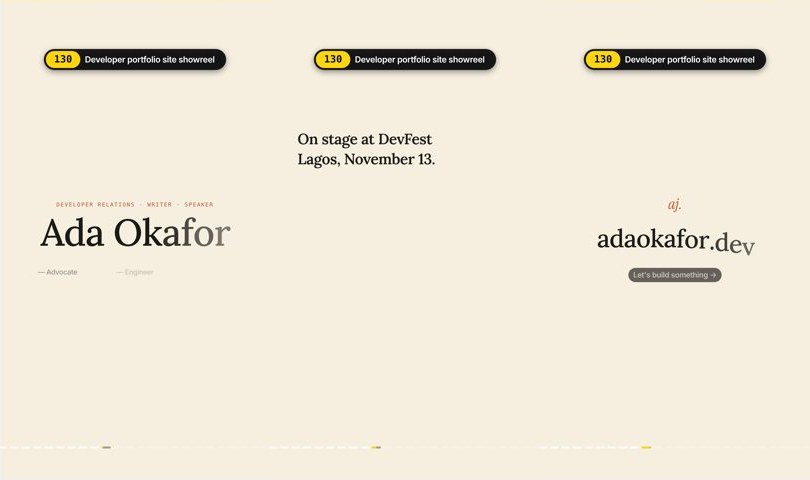 130 Developer portfolio site showreel
DEVELOPER RELATIONS · WRITER · SPEAKER
Ada Okafor
— Advocate — Engineer
130 Developer portfolio site showreel
On stage at DevFest
Lagos, November 13.
130 Developer portfolio site showreel
aj.
adaokafor.dev
Let's build something →